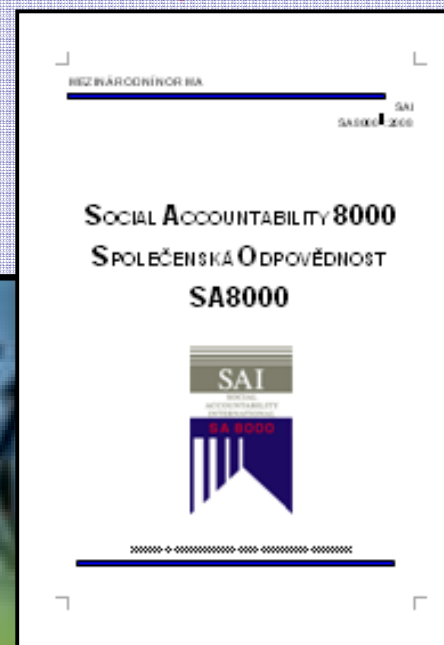 MEZINÁRODNÍ NORMA
SAI
SA8000:2008
SOCIAL ACCOUNTABILITY 8000
SPOLEČENSKÁ ODPOVĚDNOST
SA8000
SAI
SOCIAL
ACCOUNTABILITY
INTERNATIONAL
SA 8000